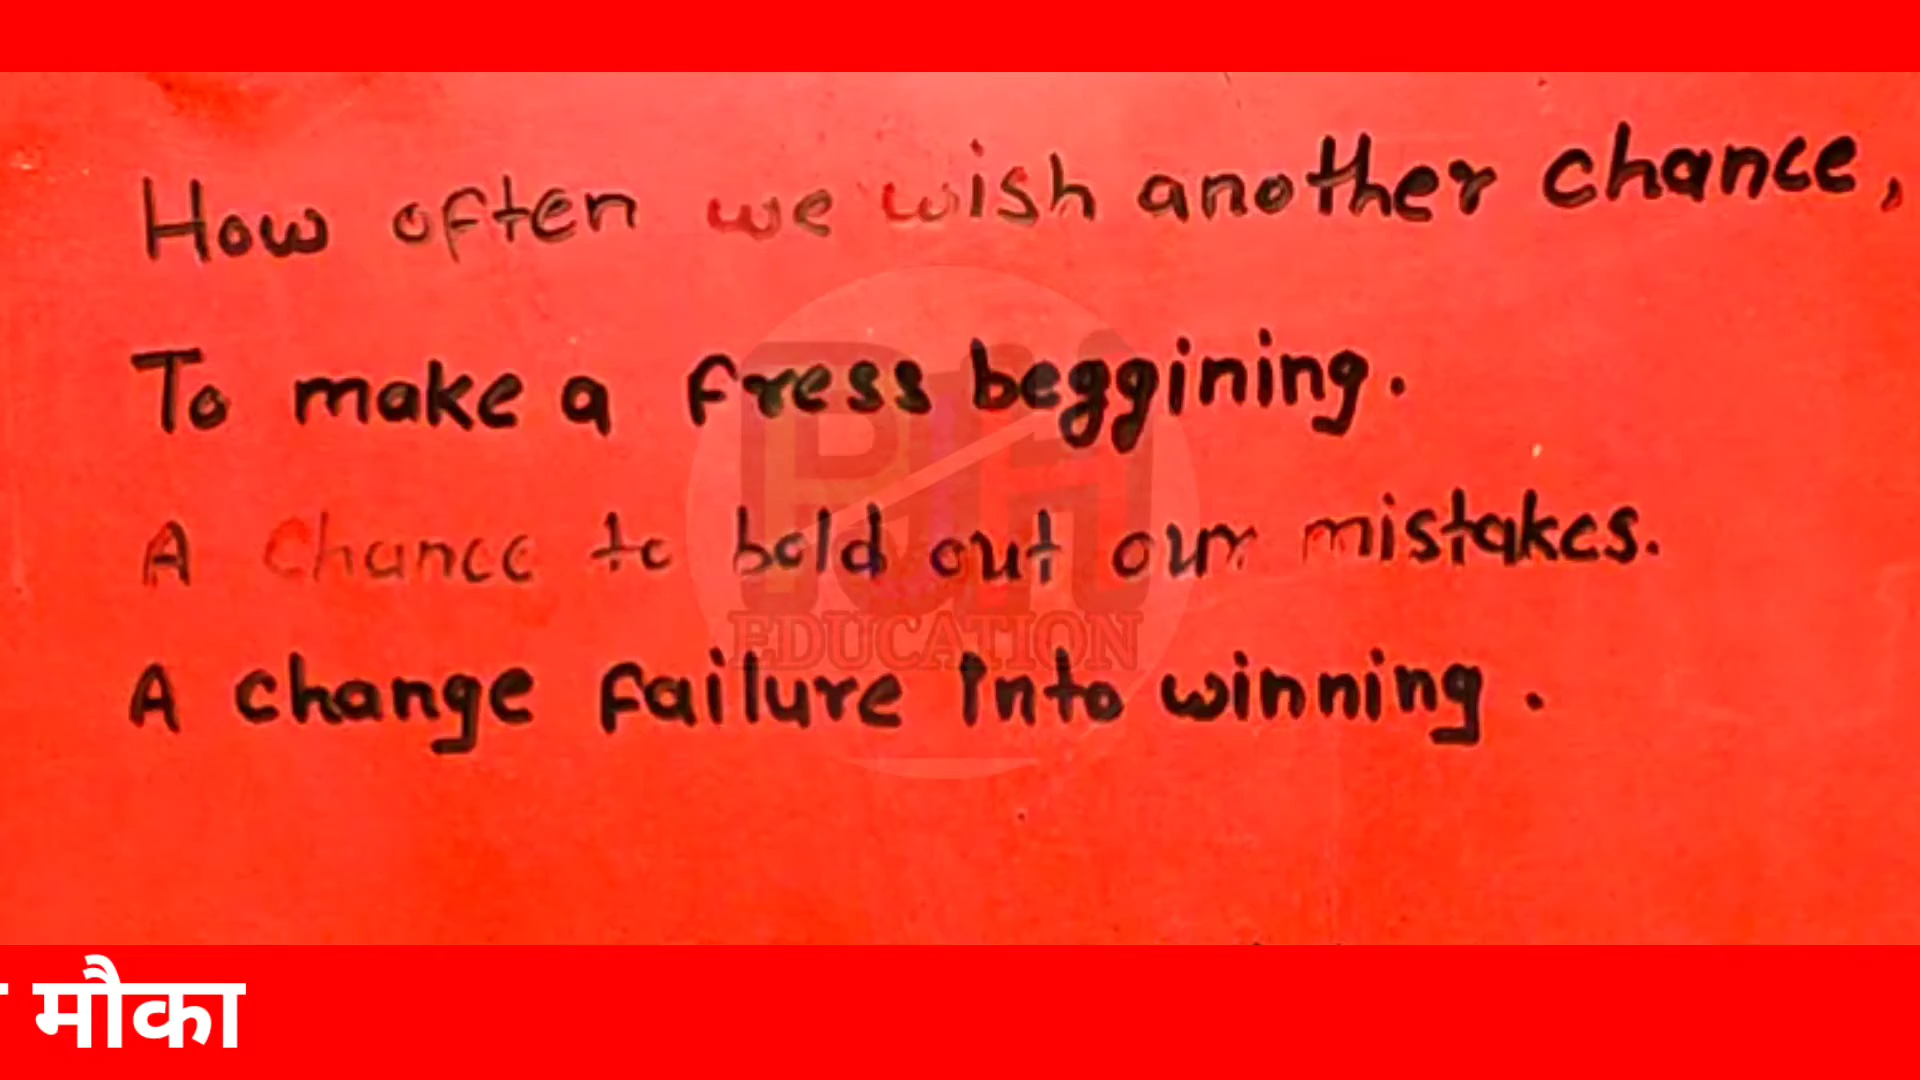 How often we wish another chance,
To make a fress beggining.
A chance to bold out our mistakes.
A change failure into winning.
EDUCATION
मौका